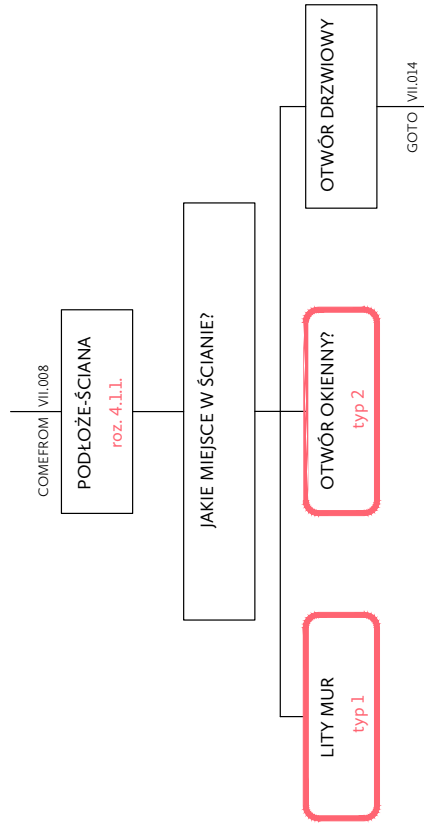 COMEFROM VII.008
PODŁOŻE-ŚCIANA
roz. 4.1.1.
JAKIE MIEJSCE W ŚCIANIE?
LITY MUR
typ 1
OTWÓR OKIENNY?
typ 2
OTWÓR DRZWIOWY
GOTO VII.014